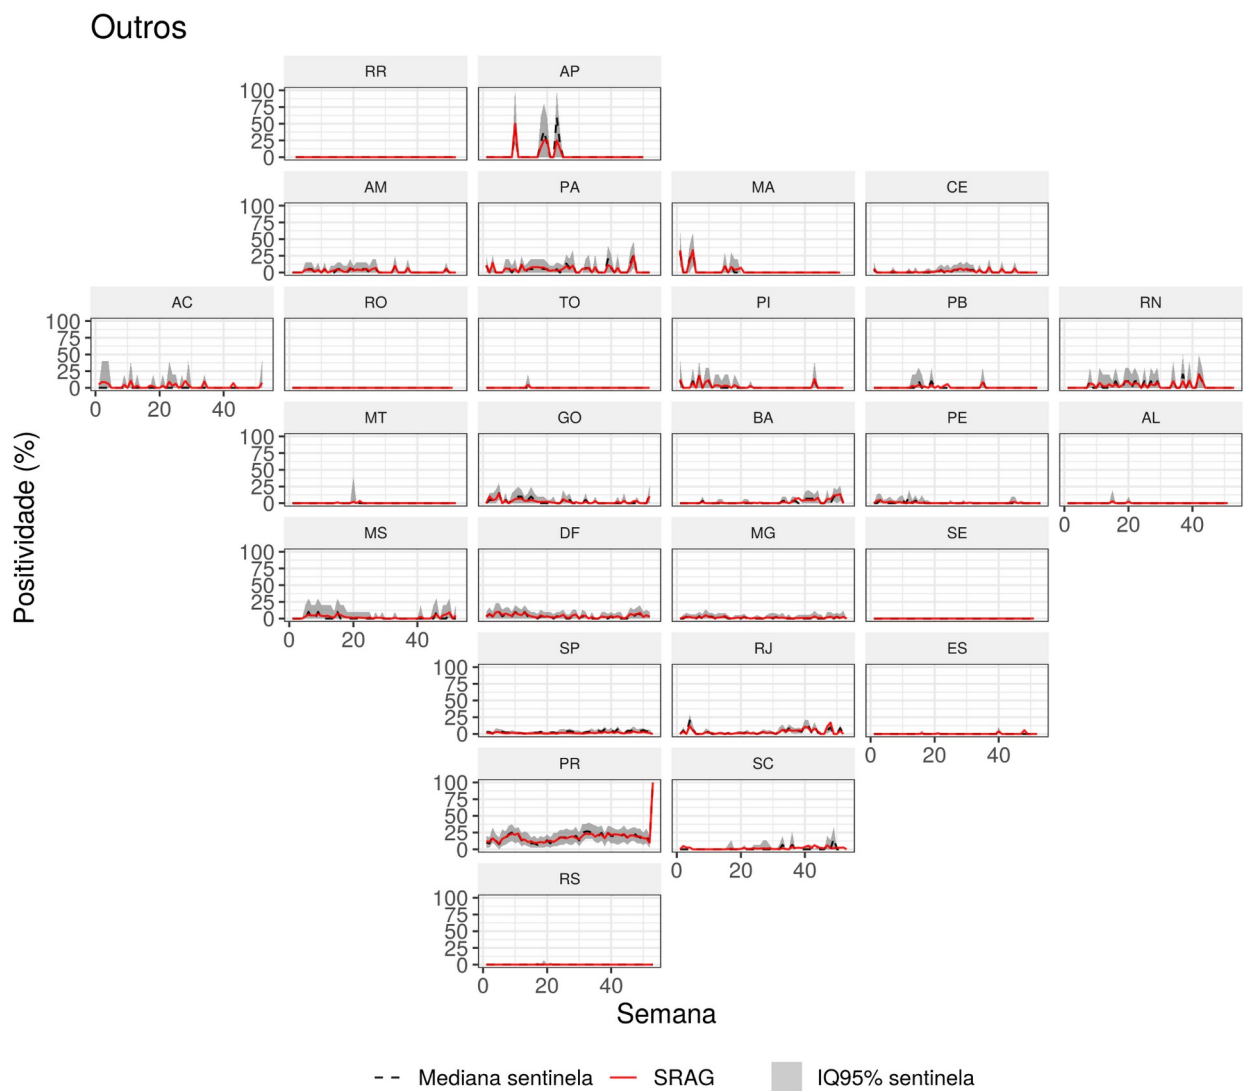 Outros
RR AP
100
75
50
25
0
AM PA MA CE
100
75
50
25
0
AC RO TO PI PB RN
100
75
50
25
0
0 20 40
MT GO BA PE AL
100
75
50
25
0
0 20 40
MS DF MG SE
100
75
50
25
0
0 20 40
SP RJ ES
100
75
50
25
0
0 20 40
PR SC
100
75
50
25
0
0 20 40
RS
100
75
50
25
0
0 20 40
Positividade (%)
Semana
Mediana sentinela SRAG IQ95% sentinela